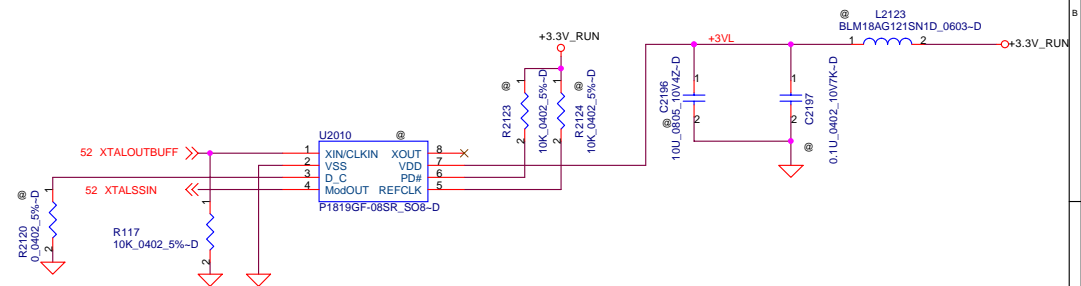 B
@
L2123
BLM18AG121SN1D_0603~D
+3.3V_RUN
+3VL
1
2
+3.3V_RUN
@
1
R2123
10K_0402_5%~D
2
@
1
R2124
10K_0402_5%~D
2
1
C2196
10U_0805_10V4Z~D
@
2
1
C2197
0.1U_0402_10V7K~D
@
2
U2010
@
52 XTALOUTBUFF
1 XIN/CLKIN XOUT 8
2 VSS VDD 7
3 D_C PD# 6
4 ModOUT REFCLK 5
52 XTALSSIN
P1819GF-08SR_SO8~D
@
1
R2120
0_0402_5%~D
2
1
R117
10K_0402_5%~D
2